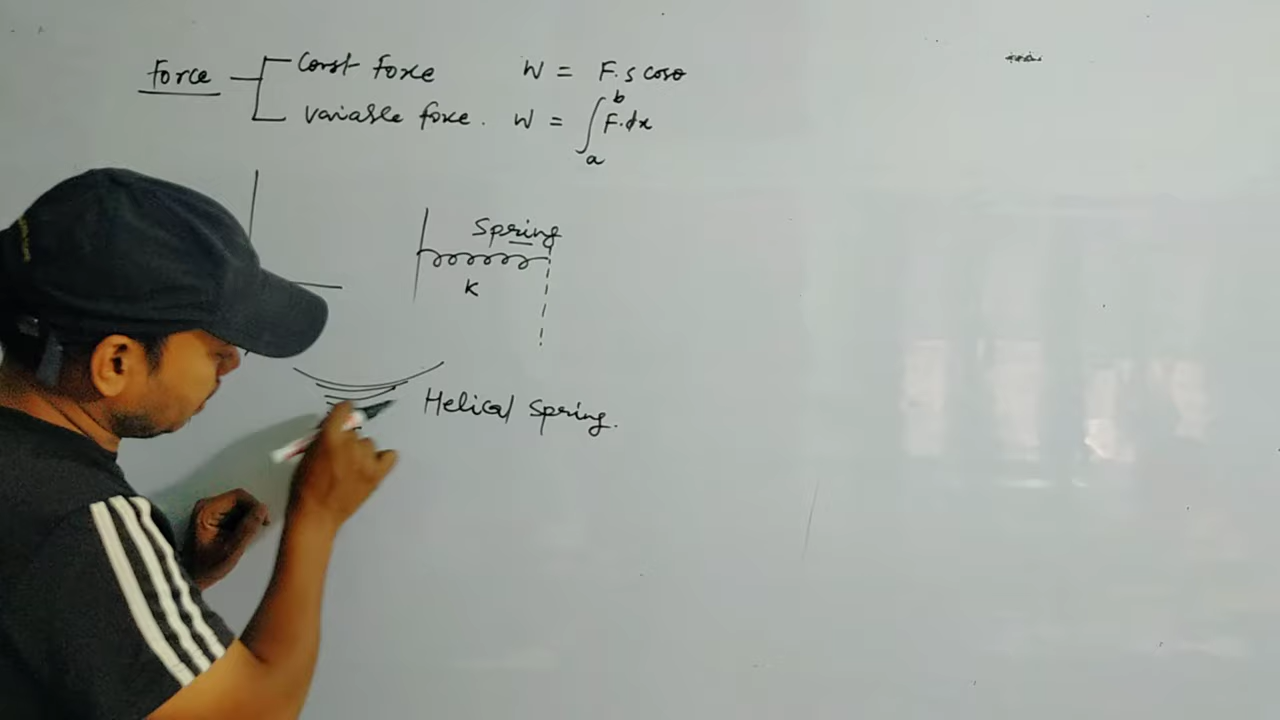 Force
Const force W = F.s cosθ
Variable force. W = ∫ₐᵇ F.dx
Spring
K
Helical Spring.